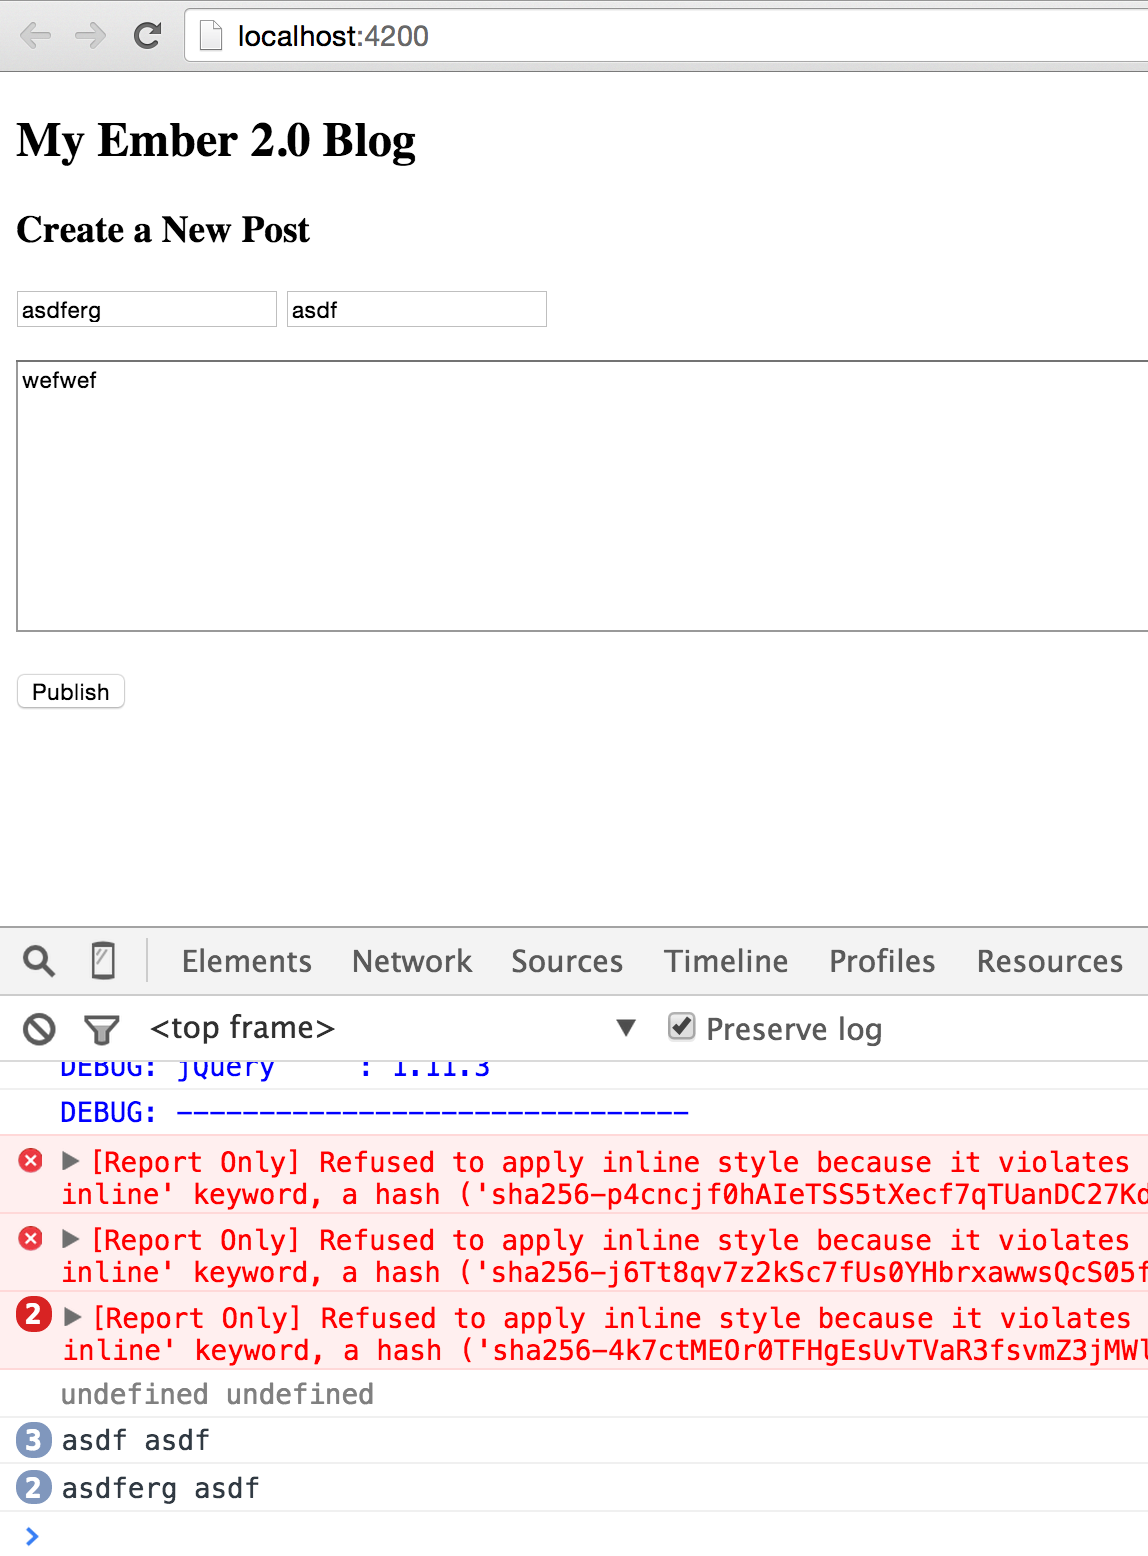 localhost:4200
My Ember 2.0 Blog
Create a New Post
asdferg asdf
wefwef
Publish
Elements Network Sources Timeline Profiles Resources
<top frame> ▼ Preserve log
DEBUG: jQuery     : 1.11.3
DEBUG: -------------------------------
[Report Only] Refused to apply inline style because it violates
inline' keyword, a hash ('sha256-p4cncjf0hAIeTSS5tXecf7qTUanDC27Kd
[Report Only] Refused to apply inline style because it violates
inline' keyword, a hash ('sha256-j6Tt8qv7z2kSc7fUs0YHbrxawwsQcS05f
2 [Report Only] Refused to apply inline style because it violates
inline' keyword, a hash ('sha256-4k7ctMEOr0TFHgEsUvTVaR3fsvmZ3jMWl
undefined undefined
3 asdf asdf
2 asdferg asdf